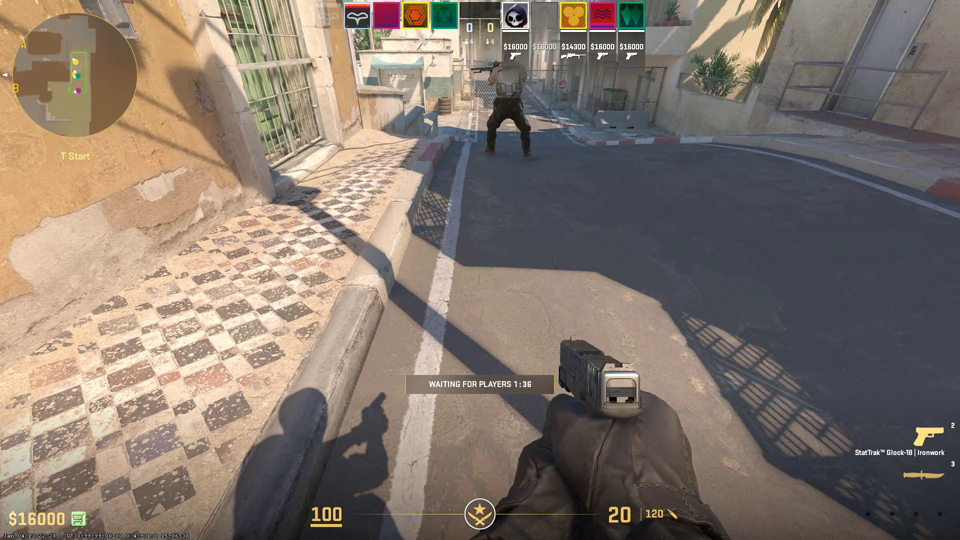 0 0
$16000 $16000 $14300 $16000 $16000
A
B
T Start
WAITING FOR PLAYERS 1:36
2
StatTrak™ Glock-18 | Ironwork
3
$16000
100
20 | 120